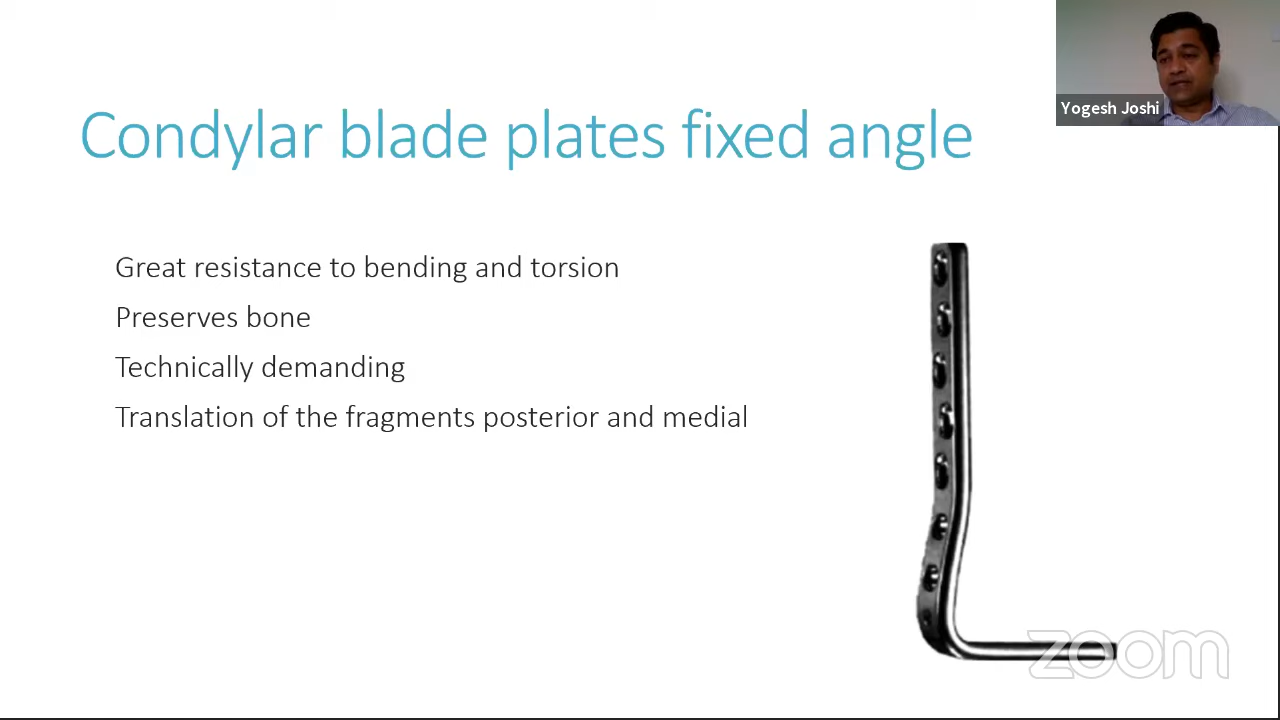 Condylar blade plates fixed angle
Great resistance to bending and torsion
Preserves bone
Technically demanding
Translation of the fragments posterior and medial
Yogesh Joshi
zoom